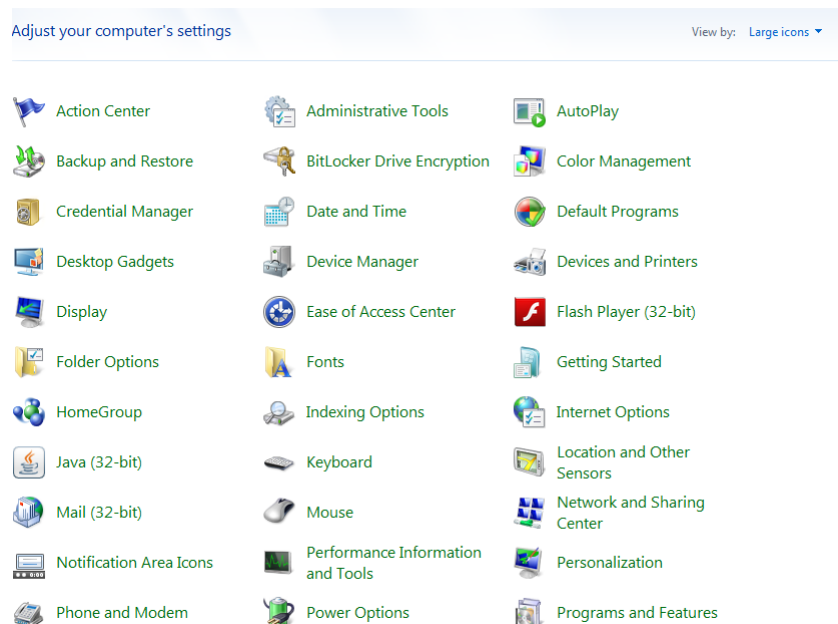 Adjust your computer's settings
View by: Large icons
Action Center
Administrative Tools
AutoPlay
Backup and Restore
BitLocker Drive Encryption
Color Management
Credential Manager
Date and Time
Default Programs
Desktop Gadgets
Device Manager
Devices and Printers
Display
Ease of Access Center
Flash Player (32-bit)
Folder Options
Fonts
Getting Started
HomeGroup
Indexing Options
Internet Options
Java (32-bit)
Keyboard
Location and Other
Sensors
Mail (32-bit)
Mouse
Network and Sharing
Center
Notification Area Icons
Performance Information
and Tools
Personalization
Phone and Modem
Power Options
Programs and Features